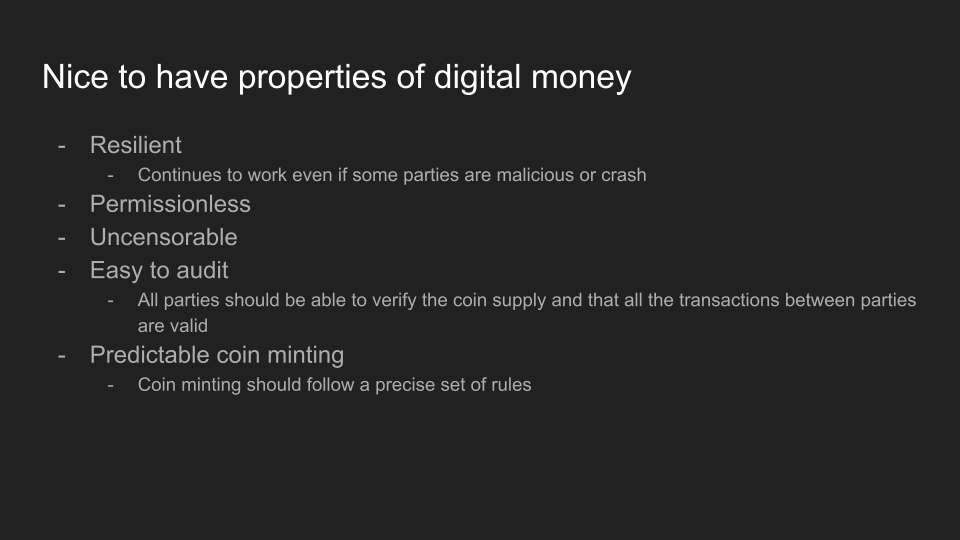 Nice to have properties of digital money
- Resilient
- Continues to work even if some parties are malicious or crash
- Permissionless
- Uncensorable
- Easy to audit
- All parties should be able to verify the coin supply and that all the transactions between parties
are valid
- Predictable coin minting
- Coin minting should follow a precise set of rules